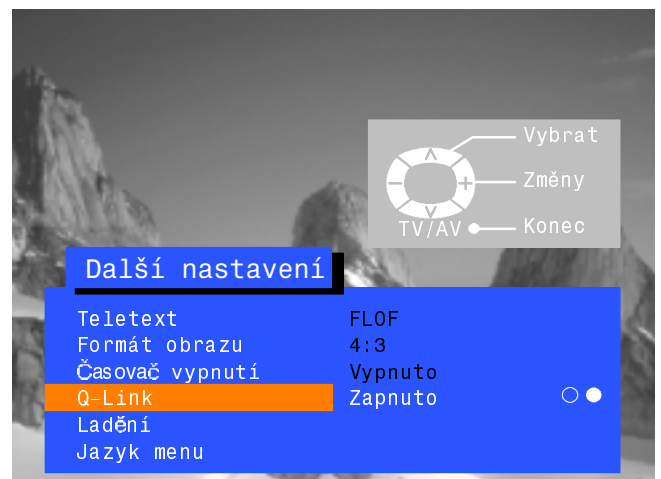 Vybrat
Změny
TV/AV Konec
Další nastavení
Teletext FLOF
Formát obrazu 4:3
Časovač vypnutí Vypnuto
Q-Link Zapnuto
Ladění
Jazyk menu